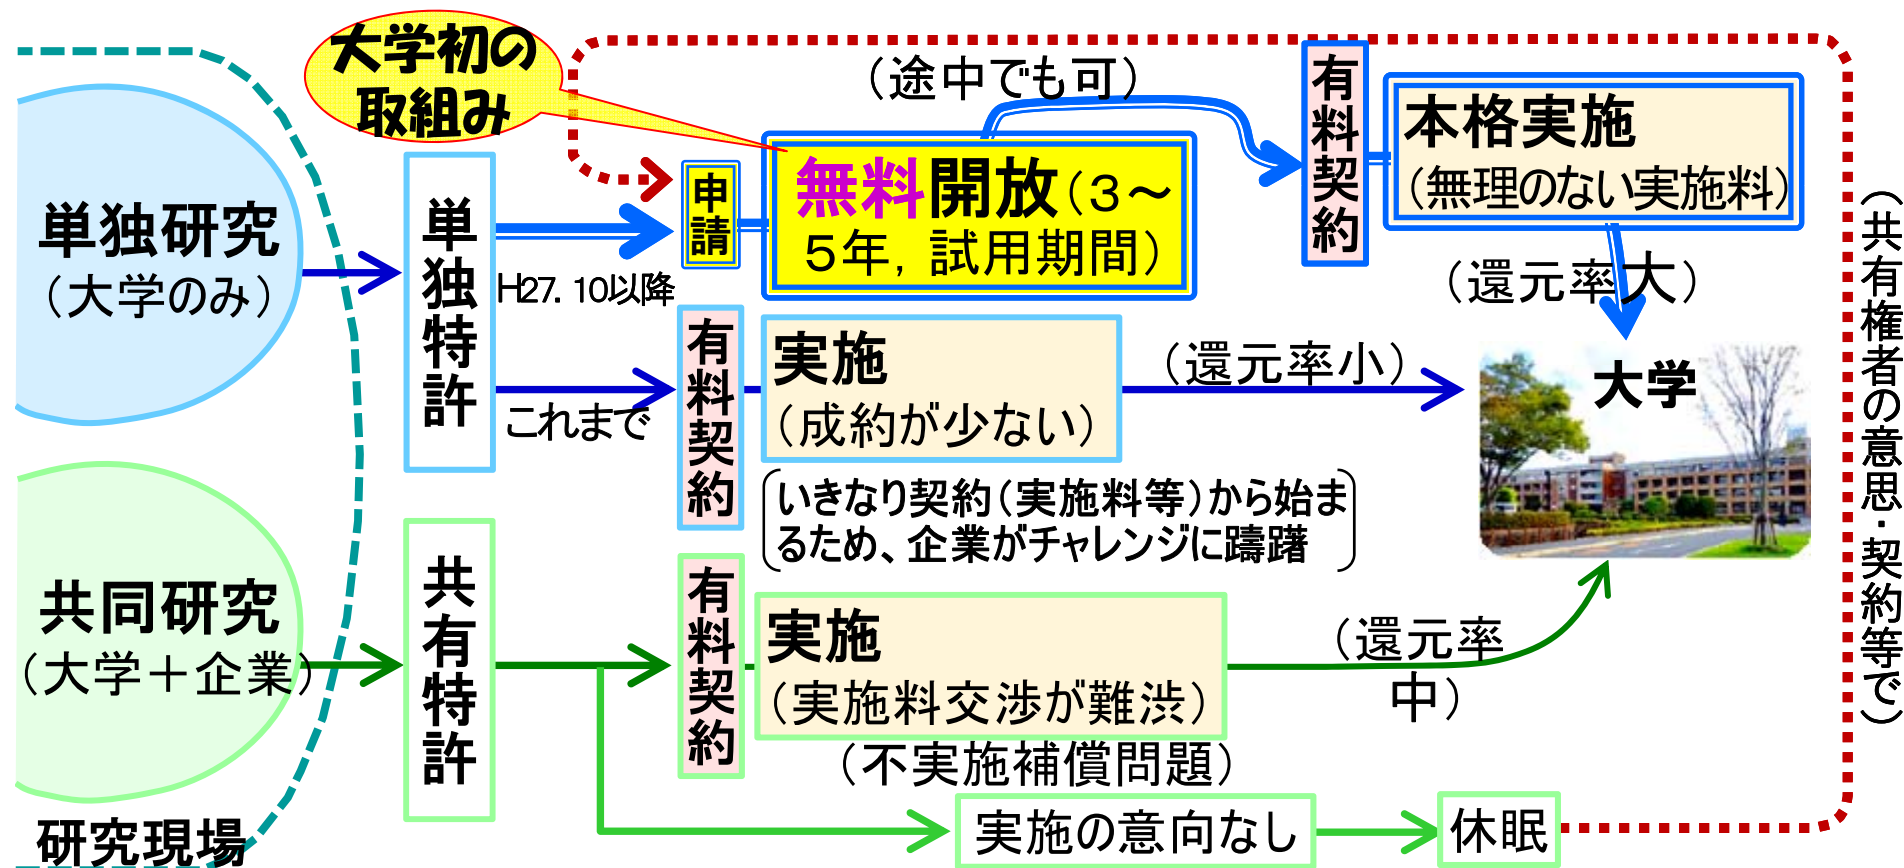 大学初の
取組み
（途中でも可）
有料契約
本格実施
（無理のない実施料）
単独研究
（大学のみ）
単独特許
H27. 10以降
申請
無料開放（３～
５年，試用期間）
（還元率大）
これまで
有料契約
実施
（成約が少ない）
（還元率小）
大学
いきなり契約（実施料等）から始ま
るため、企業がチャレンジに躊躇
共同研究
（大学＋企業）
共有特許
有料契約
実施
（実施料交渉が難渋）
（不実施補償問題）
（還元率
中）
実施の意向なし
休眠
（共有権者の意思・契約等で）
研究現場